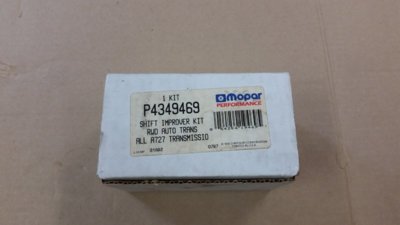 1 KIT
P4349469
SHIFT IMPROVER KIT
RWD AUTO TRANS
ALL A727 TRANSMISSIO
mopar
PERFORMANCE